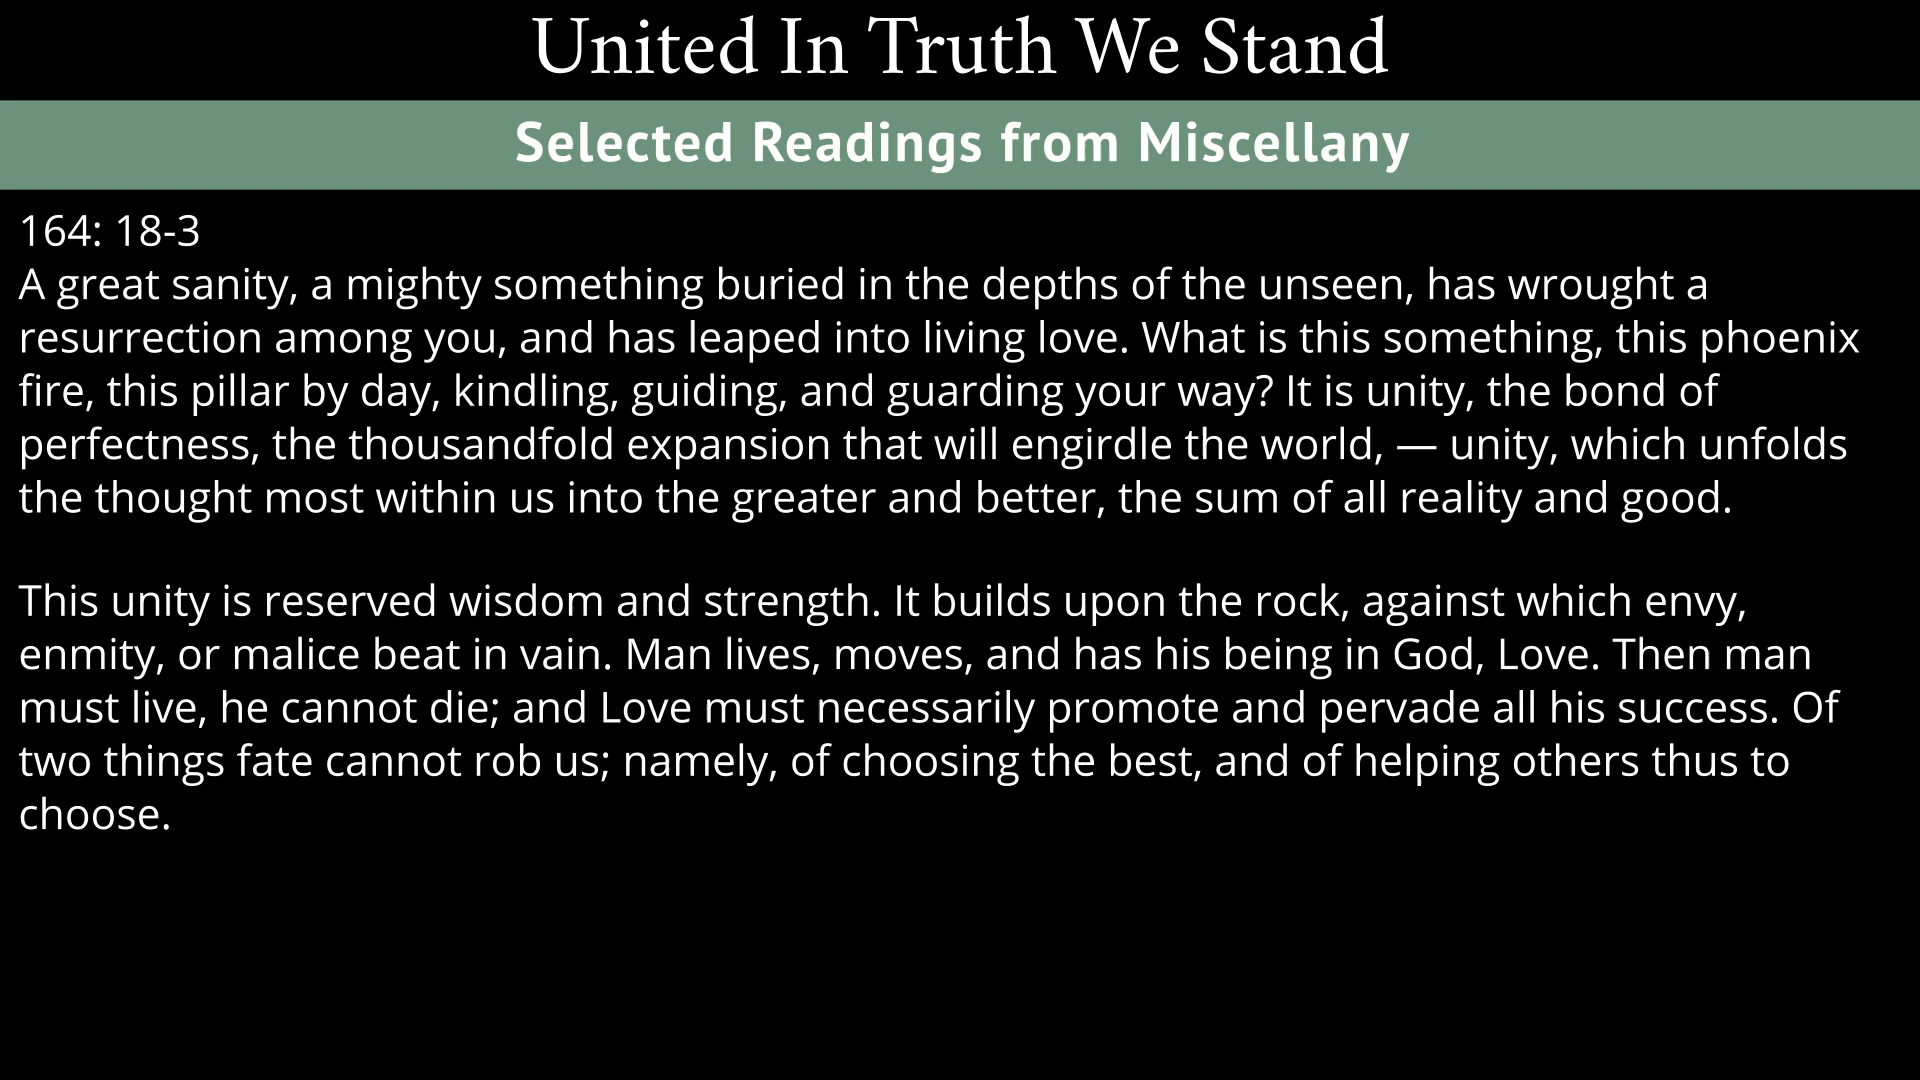 United In Truth We Stand
Selected Readings from Miscellany
164: 18-3
A great sanity, a mighty something buried in the depths of the unseen, has wrought a
resurrection among you, and has leaped into living love. What is this something, this phoenix
fire, this pillar by day, kindling, guiding, and guarding your way? It is unity, the bond of
perfectness, the thousandfold expansion that will engirdle the world, — unity, which unfolds
the thought most within us into the greater and better, the sum of all reality and good.
This unity is reserved wisdom and strength. It builds upon the rock, against which envy,
enmity, or malice beat in vain. Man lives, moves, and has his being in God, Love. Then man
must live, he cannot die; and Love must necessarily promote and pervade all his success. Of
two things fate cannot rob us; namely, of choosing the best, and of helping others thus to
choose.